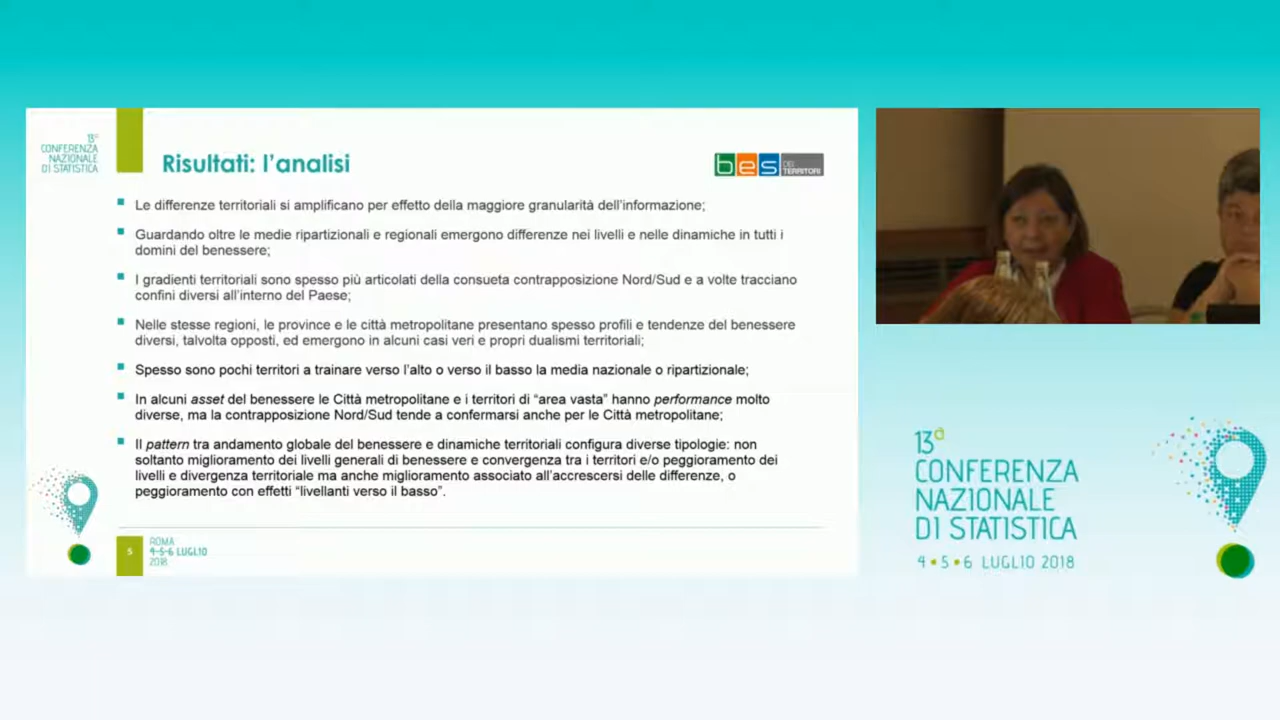 13ª
CONFERENZA
NAZIONALE
DI STATISTICA
Risultati: l'analisi
bes DEI
TERRITORI
Le differenze territoriali si amplificano per effetto della maggiore granularità dell'informazione;
Guardando oltre le medie ripartizionali e regionali emergono differenze nei livelli e nelle dinamiche in tutti i
domini del benessere;
I gradienti territoriali sono spesso più articolati della consueta contrapposizione Nord/Sud e a volte tracciano
confini diversi all'interno del Paese;
Nelle stesse regioni, le province e le città metropolitane presentano spesso profili e tendenze del benessere
diversi, talvolta opposti, ed emergono in alcuni casi veri e propri dualismi territoriali;
Spesso sono pochi territori a trainare verso l'alto o verso il basso la media nazionale o ripartizionale;
In alcuni asset del benessere le Città metropolitane e i territori di "area vasta" hanno performance molto
diverse, ma la contrapposizione Nord/Sud tende a confermarsi anche per le Città metropolitane;
Il pattern tra andamento globale del benessere e dinamiche territoriali configura diverse tipologie: non
soltanto miglioramento dei livelli generali di benessere e convergenza tra i territori e/o peggioramento dei
livelli e divergenza territoriale ma anche miglioramento associato all'accrescersi delle differenze, o
peggioramento con effetti "livellanti verso il basso".
5
ROMA
4-5-6 LUGLIO
2018
13ª
CONFERENZA
NAZIONALE
DI STATISTICA
4 • 5 • 6 LUGLIO 2018